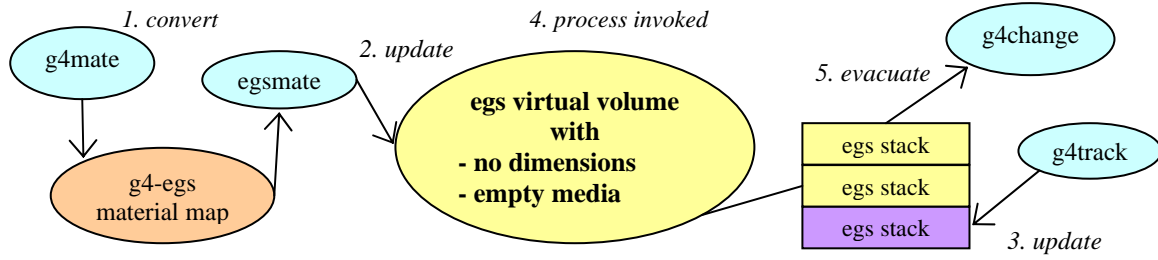 1. convert
g4mate
g4-egs
material map
egsmate
2. update
4. process invoked
egs virtual volume
with
- no dimensions
- empty media
g4change
5. evacuate
egs stack
egs stack
egs stack
g4track
3. update